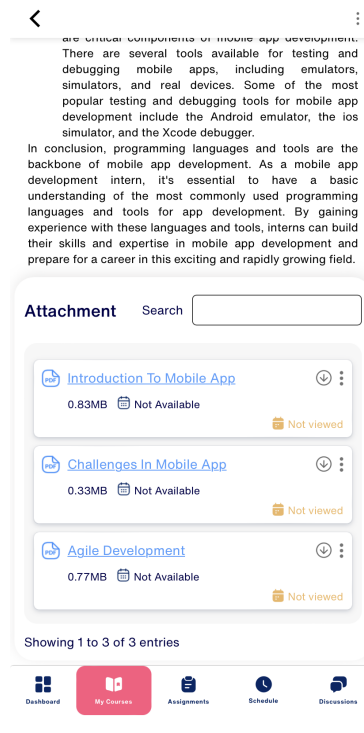 are critical components of mobile app development.
There are several tools available for testing and
debugging mobile apps, including emulators,
simulators, and real devices. Some of the most
popular testing and debugging tools for mobile app
development include the Android emulator, the ios
simulator, and the Xcode debugger.
In conclusion, programming languages and tools are the
backbone of mobile app development. As a mobile app
development intern, it's essential to have a basic
understanding of the most commonly used programming
languages and tools for app development. By gaining
experience with these languages and tools, interns can build
their skills and expertise in mobile app development and
prepare for a career in this exciting and rapidly growing field.
Attachment Search
PDF Introduction To Mobile App
0.83MB Not Available
Not viewed
PDF Challenges In Mobile App
0.33MB Not Available
Not viewed
PDF Agile Development
0.77MB Not Available
Not viewed
Showing 1 to 3 of 3 entries
Dashboard My Courses Assignments Schedule Discussions